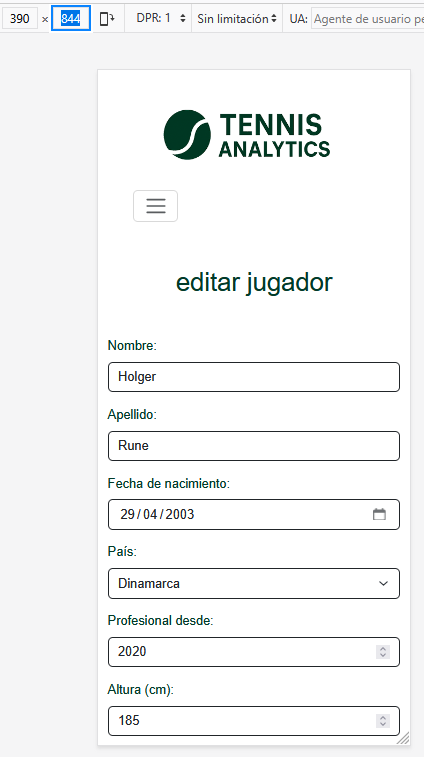 390 × 844 DPR: 1 Sin limitación UA: Agente de usuario pe
TENNIS
ANALYTICS
editar jugador
Nombre:
Holger
Apellido:
Rune
Fecha de nacimiento:
29/04/2003
País:
Dinamarca
Profesional desde:
2020
Altura (cm):
185